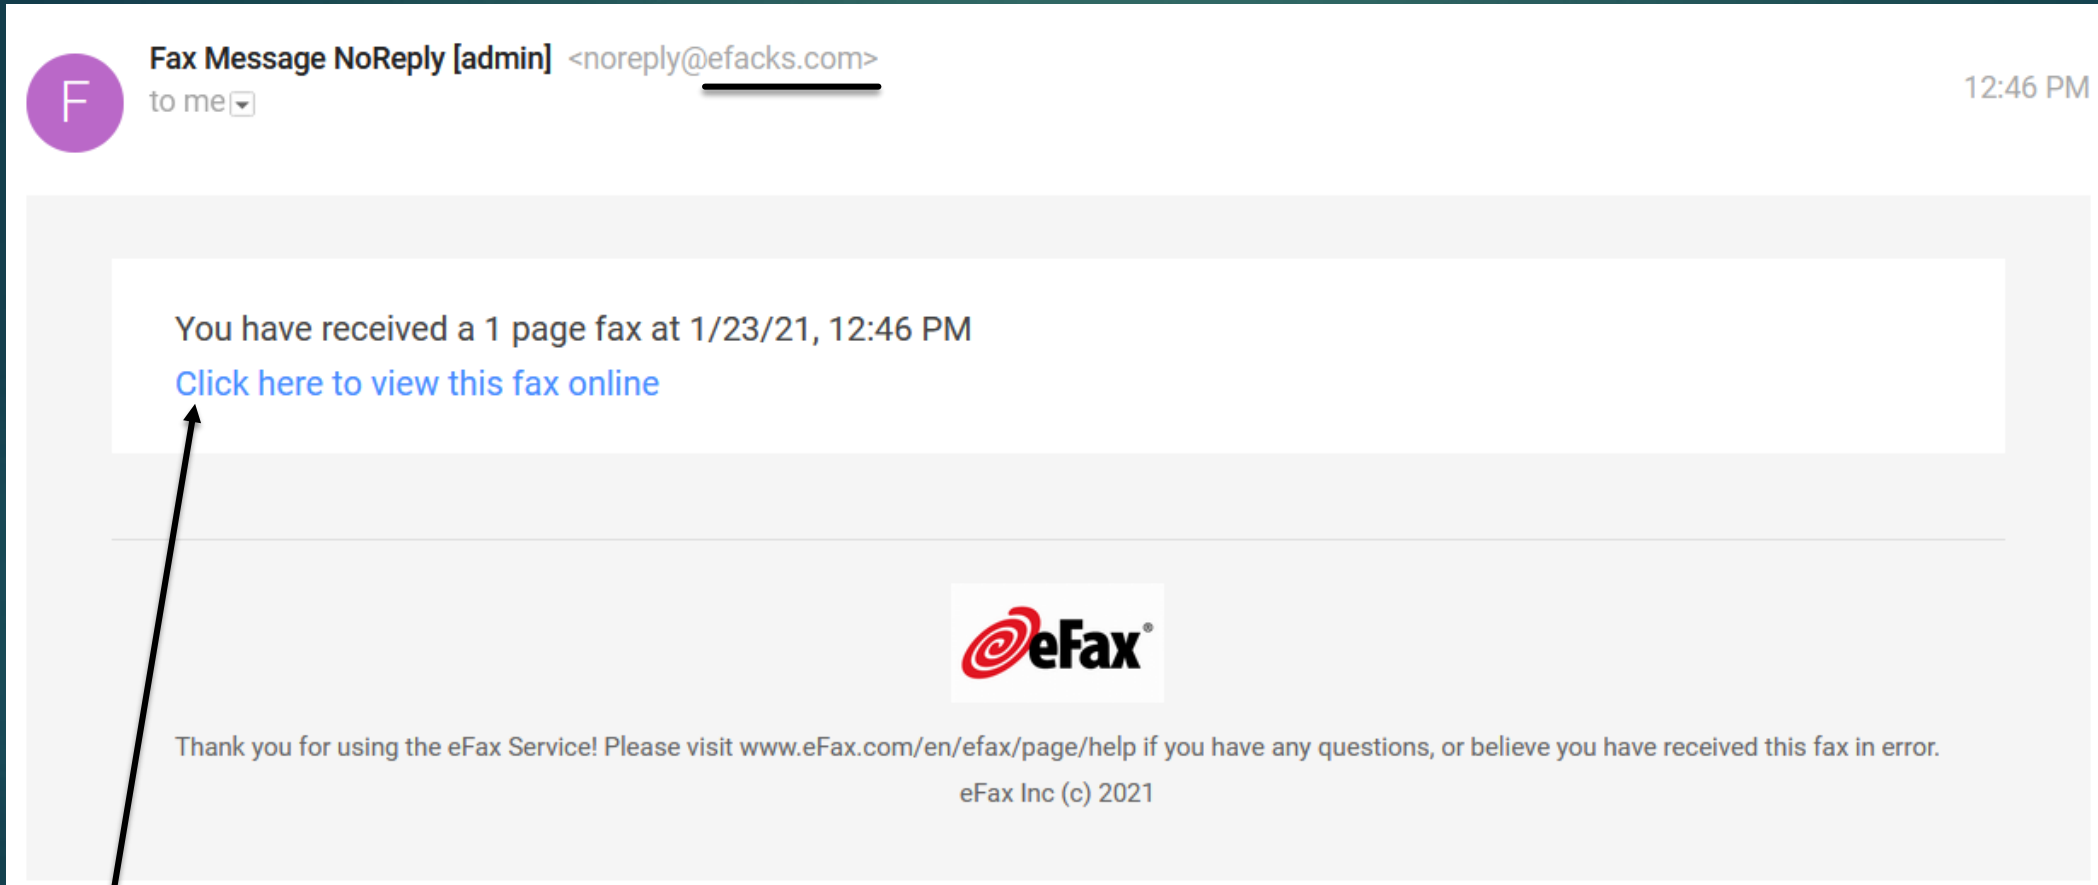 F
Fax Message NoReply [admin] <noreply@efacks.com>
to me
12:46 PM
You have received a 1 page fax at 1/23/21, 12:46 PM
Click here to view this fax online
eFax®
Thank you for using the eFax Service! Please visit www.eFax.com/en/efax/page/help if you have any questions, or believe you have received this fax in error.
eFax Inc (c) 2021